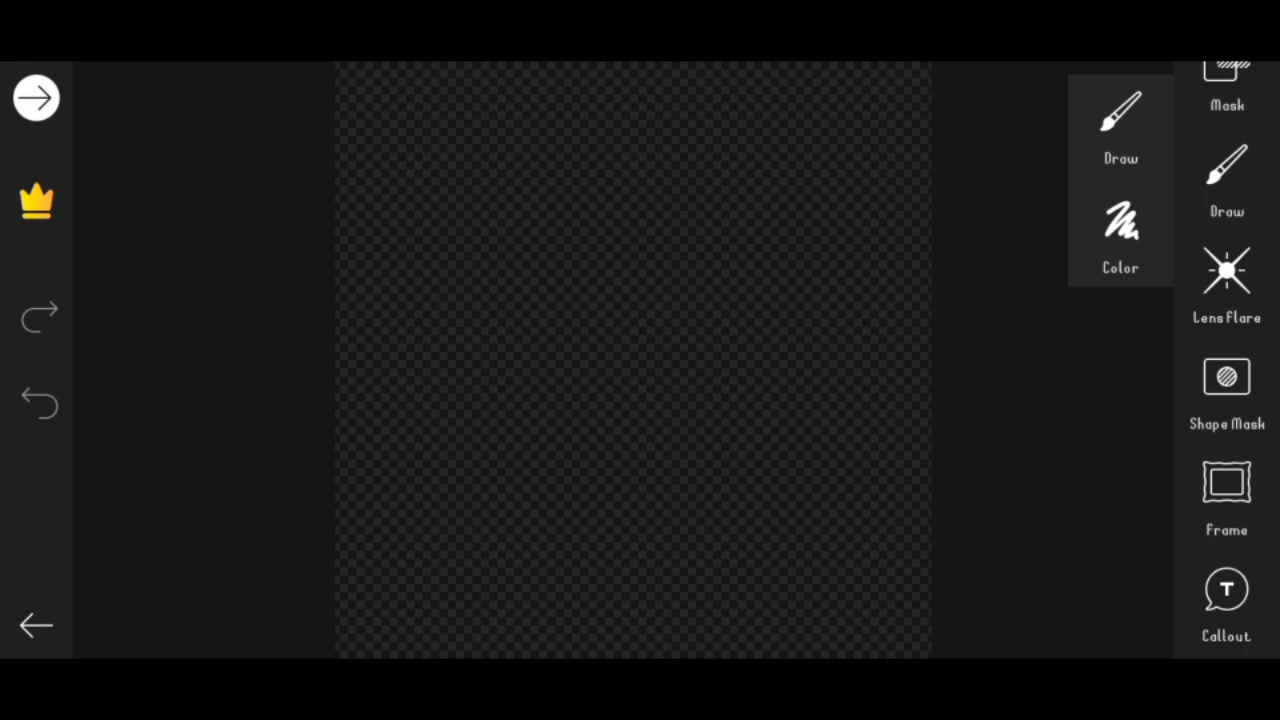 Mask
Draw
Draw
Color
Lens Flare
Shape Mask
Frame
T
Callout